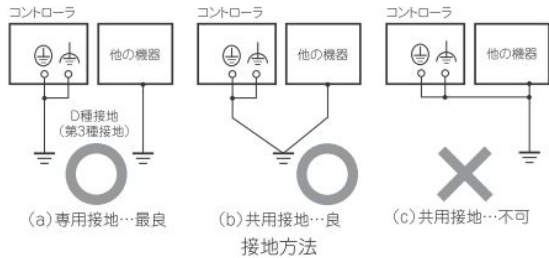 コントローラ
コントローラ
コントローラ
他の機器
他の機器
他の機器
D種接地
(第3種接地)
(a)専用接地…最良
(b)共用接地…良
(c)共用接地…不可
接地方法